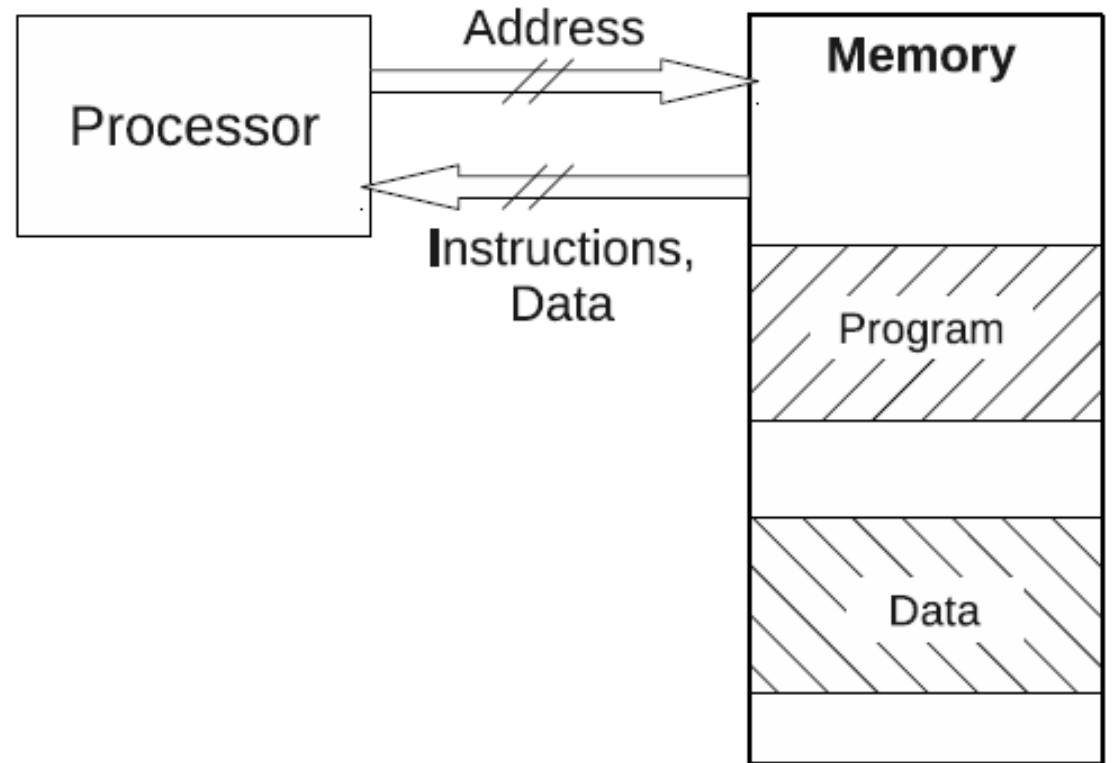 Address
Memory
Processor
Instructions,
Data
Program
Data